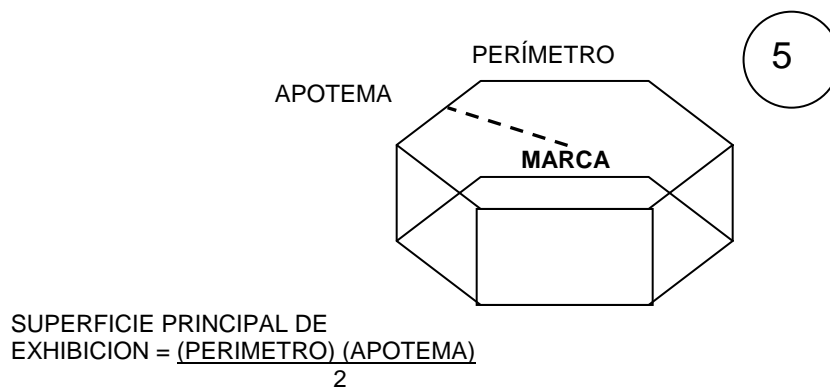 PERÍMETRO
5
APOTEMA
MARCA
SUPERFICIE PRINCIPAL DE
EXHIBICION = (PERIMETRO) (APOTEMA)
2